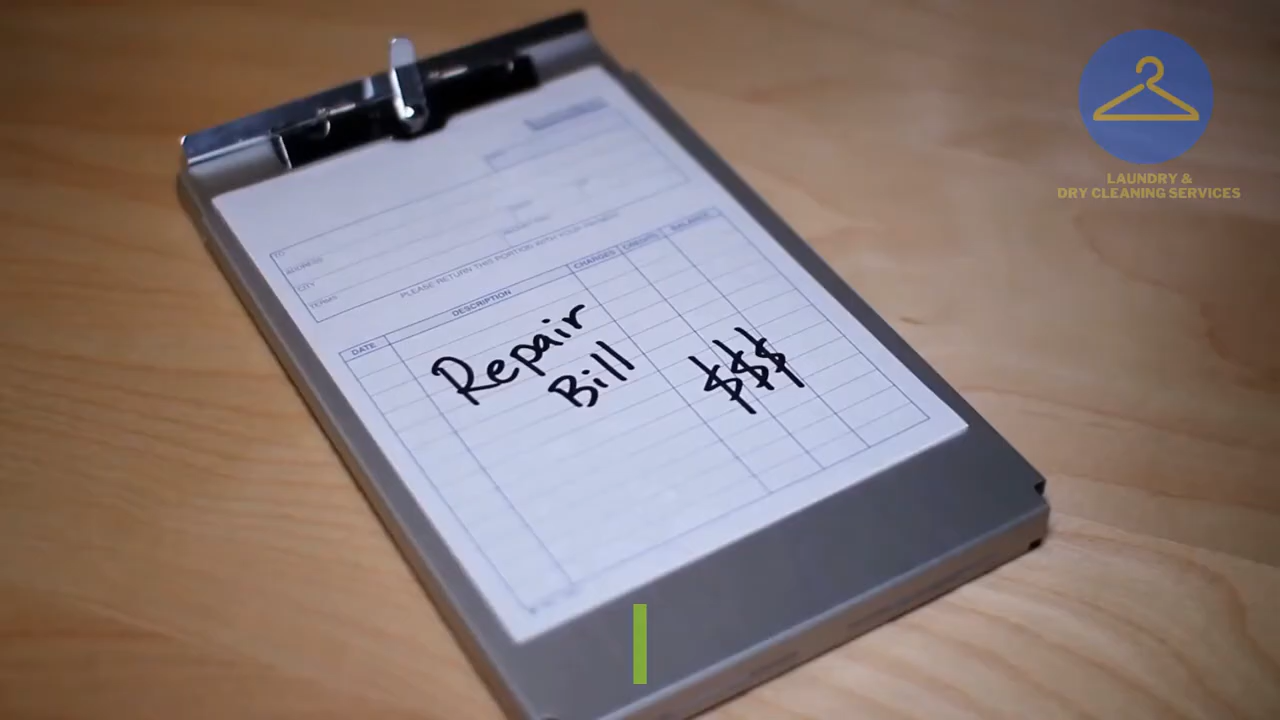 LAUNDRY &
DRY CLEANING SERVICES
TO
ADDRESS
CITY
TERMS
PLEASE RETURN THIS PORTION WITH YOUR PAYMENT
DATE DESCRIPTION CHARGES CREDITS BALANCE
Repair
Bill
$$$